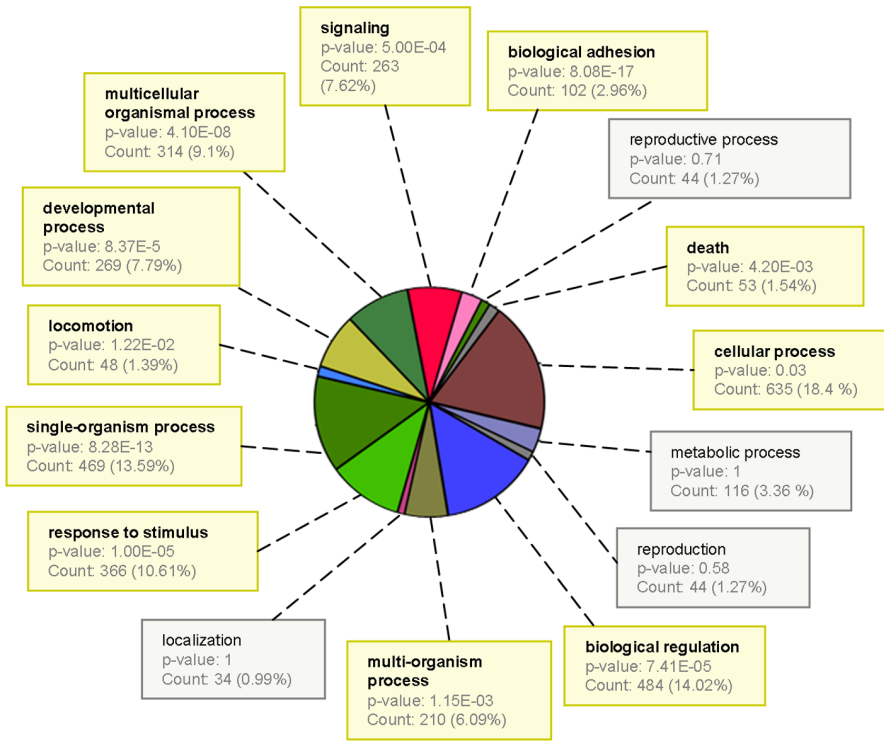 signaling
p-value: 5.00E-04
Count: 263
(7.62%)
biological adhesion
p-value: 8.08E-17
Count: 102 (2.96%)
multicellular
organismal process
p-value: 4.10E-08
Count: 314 (9.1%)
reproductive process
p-value: 0.71
Count: 44 (1.27%)
developmental
process
p-value: 8.37E-5
Count: 269 (7.79%)
death
p-value: 4.20E-03
Count: 53 (1.54%)
locomotion
p-value: 1.22E-02
Count: 48 (1.39%)
cellular process
p-value: 0.03
Count: 635 (18.4 %)
single-organism process
p-value: 8.28E-13
Count: 469 (13.59%)
metabolic process
p-value: 1
Count: 116 (3.36 %)
response to stimulus
p-value: 1.00E-05
Count: 366 (10.61%)
reproduction
p-value: 0.58
Count: 44 (1.27%)
localization
p-value: 1
Count: 34 (0.99%)
multi-organism
process
p-value: 1.15E-03
Count: 210 (6.09%)
biological regulation
p-value: 7.41E-05
Count: 484 (14.02%)